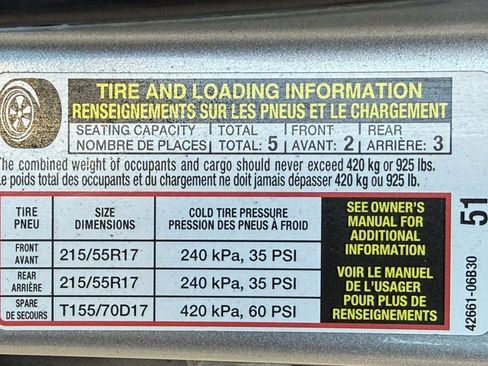 TIRE AND LOADING INFORMATION
RENSEIGNEMENTS SUR LES PNEUS ET LE CHARGEMENT
SEATING CAPACITY TOTAL FRONT REAR
NOMBRE DE PLACES TOTAL: 5 AVANT: 2 ARRIÈRE: 3
The combined weight of occupants and cargo should never exceed 420 kg or 925 lbs.
Le poids total des occupants et du chargement ne doit jamais dépasser 420 kg ou 925 lb.
TIRE SIZE COLD TIRE PRESSURE
PNEU DIMENSIONS PRESSION DES PNEUS À FROID
FRONT
AVANT 215/55R17 240 kPa, 35 PSI
REAR
ARRIÈRE 215/55R17 240 kPa, 35 PSI
SPARE
DE SECOURS T155/70D17 420 kPa, 60 PSI
SEE OWNER'S
MANUAL FOR
ADDITIONAL
INFORMATION
VOIR LE MANUEL
DE L'USAGER
POUR PLUS DE
RENSEIGNEMENTS
51
42661-06B30